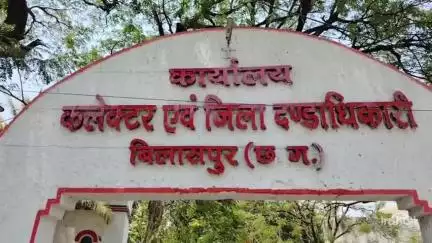 कार्यालय
कलेक्टर एवं जिला दण्डाधिकारी
बिलासपुर (छ.ग.)